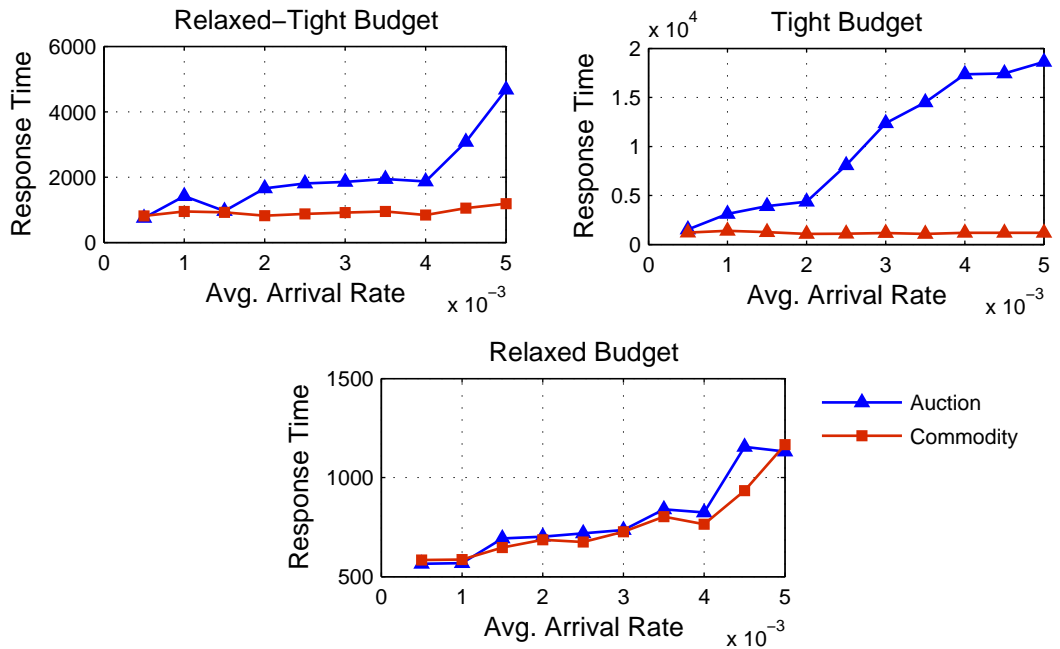 Relaxed−Tight Budget
Response Time
6000
4000
2000
0
0 1 2 3 4 5
Avg. Arrival Rate
x 10−3
Tight Budget
x 104
Response Time
2
1.5
1
0.5
0
0 1 2 3 4 5
Avg. Arrival Rate
x 10−3
Relaxed Budget
Response Time
1500
1000
500
0 1 2 3 4 5
Avg. Arrival Rate
x 10−3
Auction
Commodity